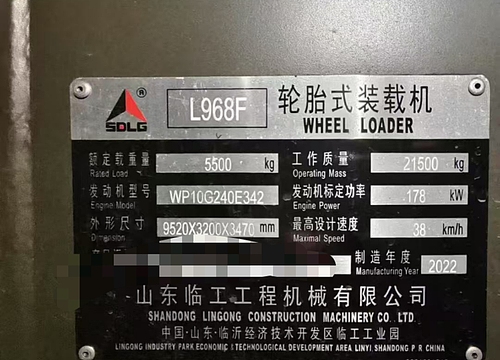 SDLG ® L968F 轮胎式装载机
WHEEL LOADER
额定载重量 5500 kg 工作质量 21500 kg
Rated Load Operating Mass
发动机型号 WP10G240E342 发动机标定功率 178 kW
Engine Model Engine Power
外形尺寸 9520X3200X3470 mm 最高设计速度 38 km/h
Dimension Maximal Speed
制造年度 2022
Manufacturing Year
山东临工工程机械有限公司
SHANDONG LINGONG CONSTRUCTION MACHINERY CO., LTD.
中国·山东·临沂经济技术开发区临工工业园
LINGONG INDUSTRY PARK ECONOMIC & TECHNOLOGICAL DEVELOPMENT AREA LINYI SHANDONG P.R. CHINA